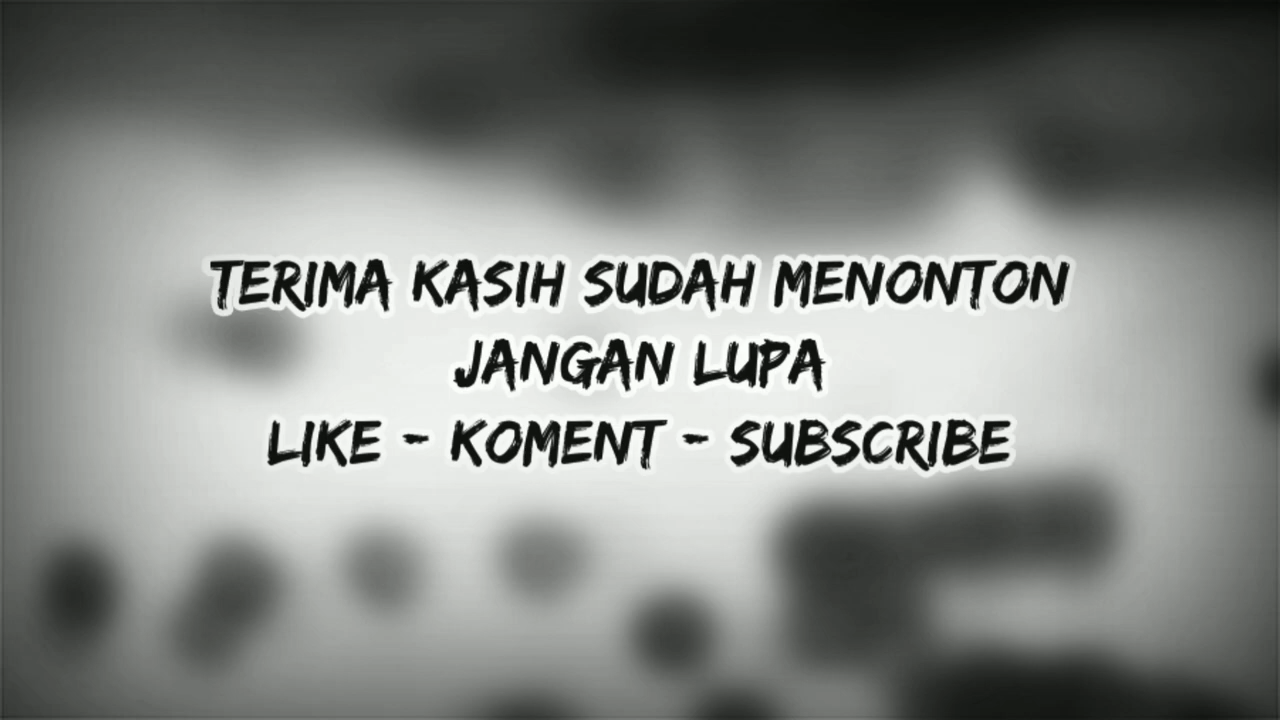 TERIMA KASIH SUDAH MENONTON
JANGAN LUPA
LIKE - KOMENT - SUBSCRIBE